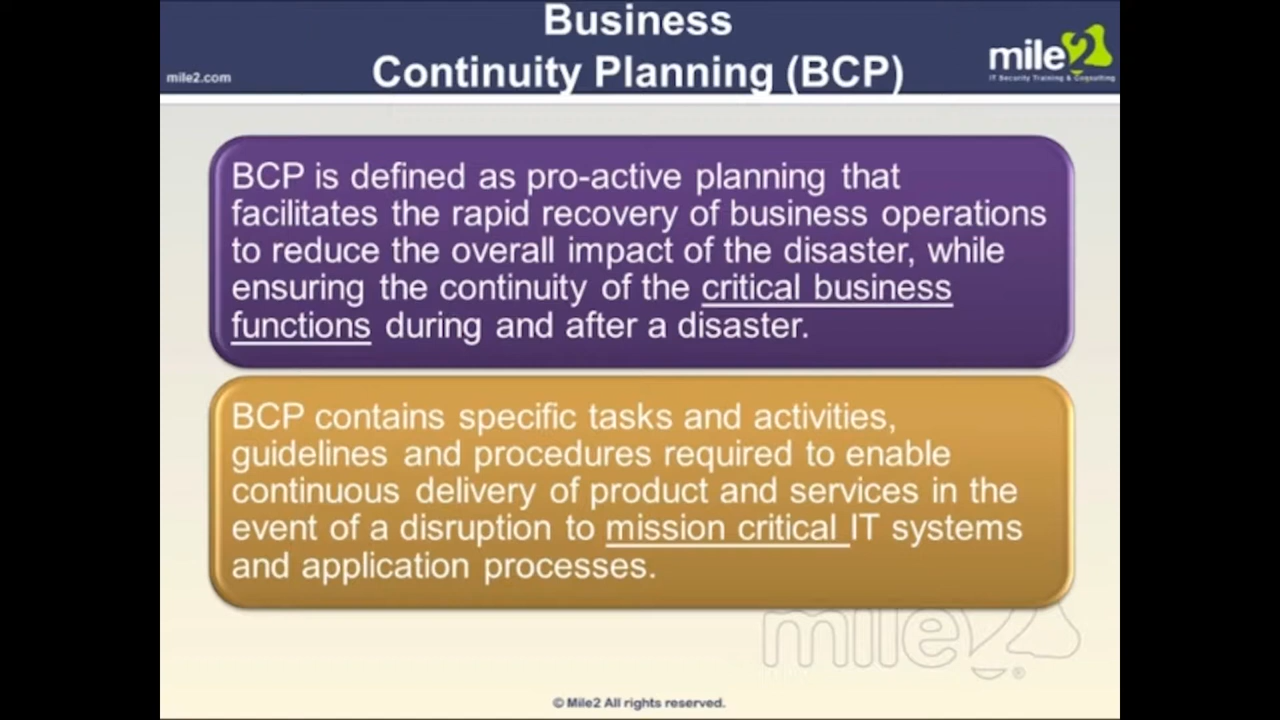 Business
Continuity Planning (BCP)
mile2.com
mile2
IT Security Training & Consulting
BCP is defined as pro-active planning that
facilitates the rapid recovery of business operations
to reduce the overall impact of the disaster, while
ensuring the continuity of the critical business
functions during and after a disaster.
BCP contains specific tasks and activities,
guidelines and procedures required to enable
continuous delivery of product and services in the
event of a disruption to mission critical IT systems
and application processes.
mile2®
© Mile2 All rights reserved.